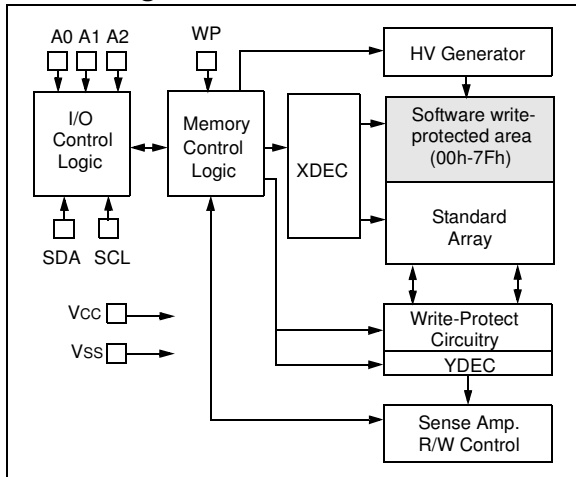 A0 A1 A2
WP
HV Generator
I/O
Control
Logic
Memory
Control
Logic
XDEC
Software write-
protected area
(00h-7Fh)
Standard
Array
SDA
SCL
VCC
VSS
Write-Protect
Circuitry
YDEC
Sense Amp.
R/W Control